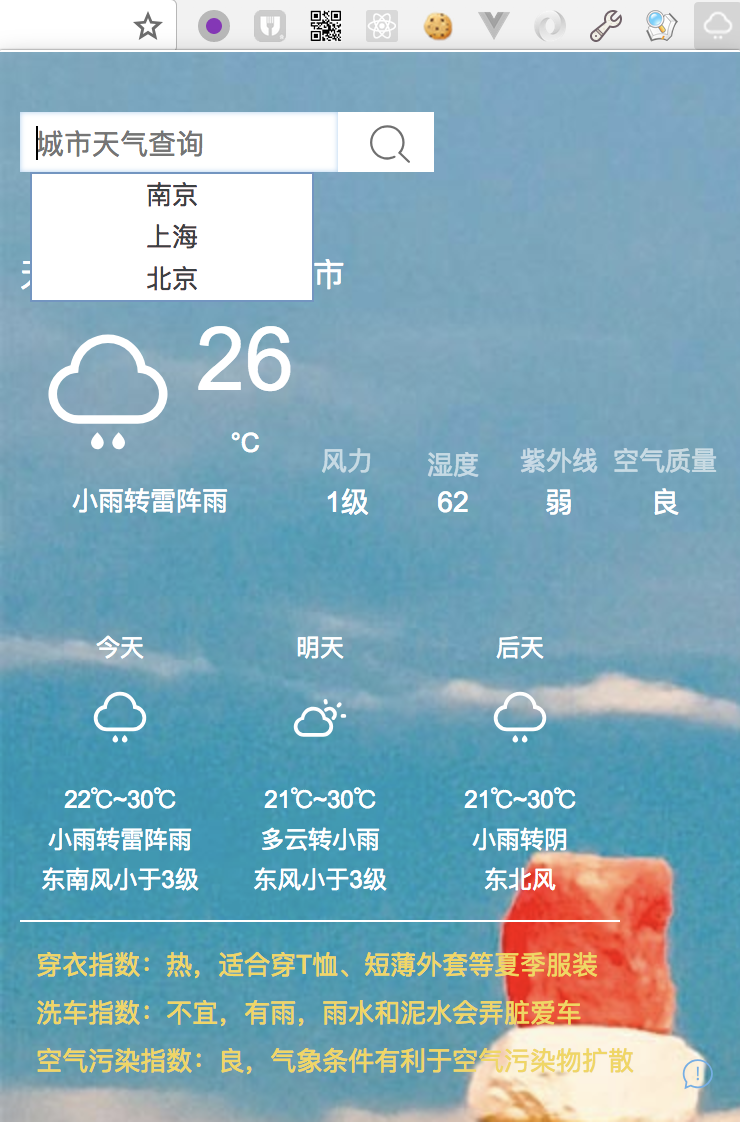 城市天气查询
南京
上海
北京
市
26
℃
小雨转雷阵雨
风力 湿度 紫外线 空气质量
1级 62 弱 良
今天 明天 后天
22℃~30℃ 21℃~30℃ 21℃~30℃
小雨转雷阵雨 多云转小雨 小雨转阴
东南风小于3级 东风小于3级 东北风
穿衣指数：热，适合穿T恤、短薄外套等夏季服装
洗车指数：不宜，有雨，雨水和泥水会弄脏爱车
空气污染指数：良，气象条件有利于空气污染物扩散